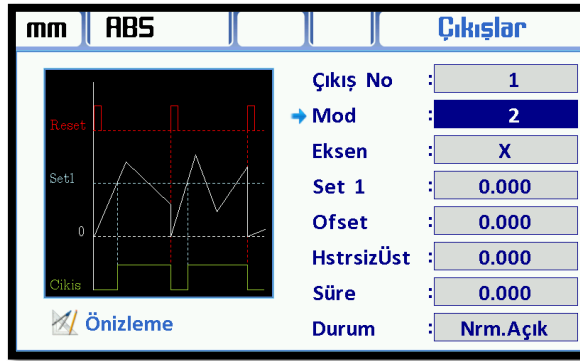 mm ABS Çıkışlar
Reset
Set1
0
Cikis
Önizleme
Çıkış No : 1
Mod : 2
Eksen : X
Set 1 : 0.000
Ofset : 0.000
HstrsizÜst : 0.000
Süre : 0.000
Durum : Nrm.Açık